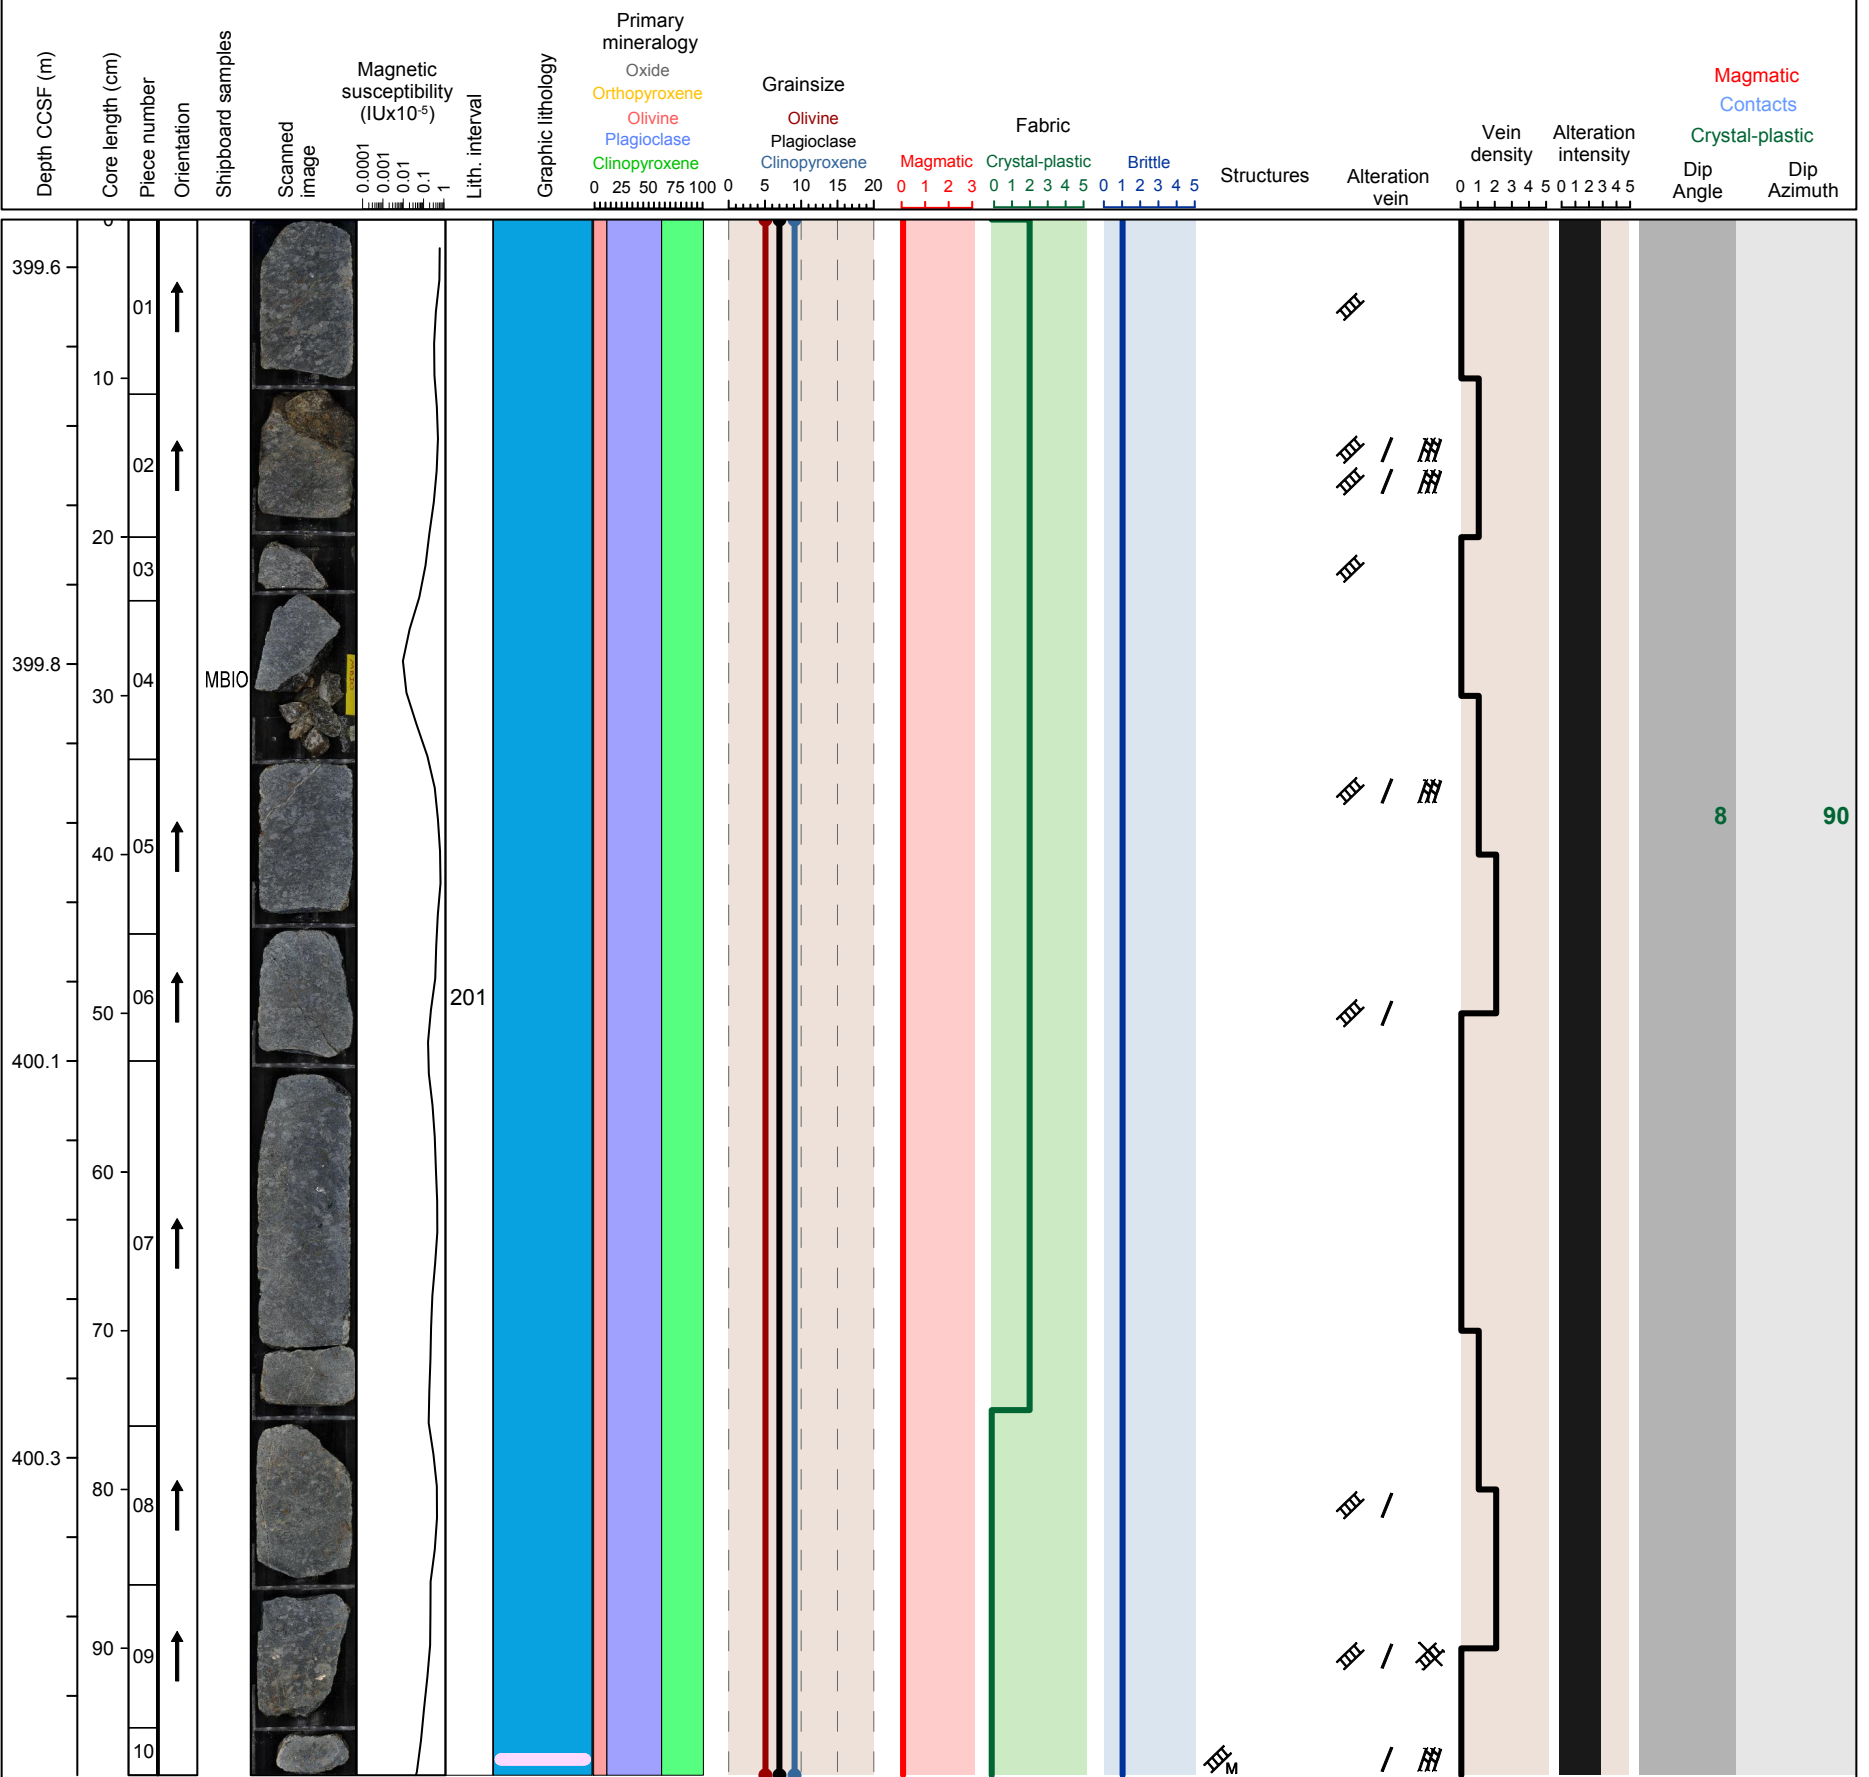 Depth CCSF (m)
Core length (cm)
Piece number
Orientation
Shipboard samples
Scanned
image
Magnetic
susceptibility
(IUx10⁻⁵)
0.0001
0.001
0.01
0.1
1
Lith. interval
Graphic lithology
Primary
mineralogy
Oxide
Orthopyroxene
Olivine
Plagioclase
Clinopyroxene
0 25 50 75 100
Grainsize
Olivine
Plagioclase
Clinopyroxene
0 5 10 15 20
Fabric
Magmatic
0 1 2 3
Crystal-plastic
0 1 2 3 4 5
Brittle
0 1 2 3 4 5
Structures
Alteration
vein
Vein
density
0 1 2 3 4 5
Alteration
intensity
0 1 2 3 4 5
Magmatic
Contacts
Crystal-plastic
Dip
Angle
Dip
Azimuth
0
399.6
01
10
02
20
03
399.8
04
MBIO
30
05
8
90
40
06
201
50
400.1
60
07
70
400.3
80
08
90
09
10
M